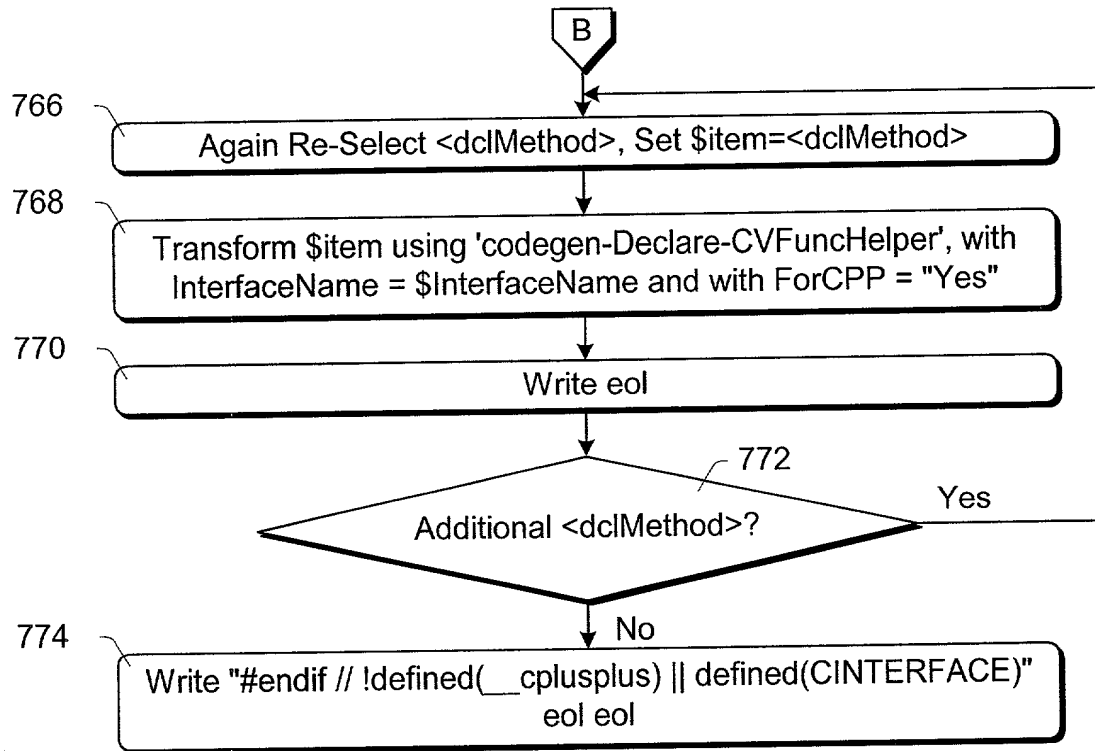 B
766
Again Re-Select <dclMethod>, Set $item=<dclMethod>
768
Transform $item using 'codegen-Declare-CVFuncHelper', with
InterfaceName = $InterfaceName and with ForCPP = "Yes"
770
Write eol
772
Additional <dclMethod>?
Yes
No
774
Write "#endif // !defined(__cplusplus) || defined(CINTERFACE)"
eol eol